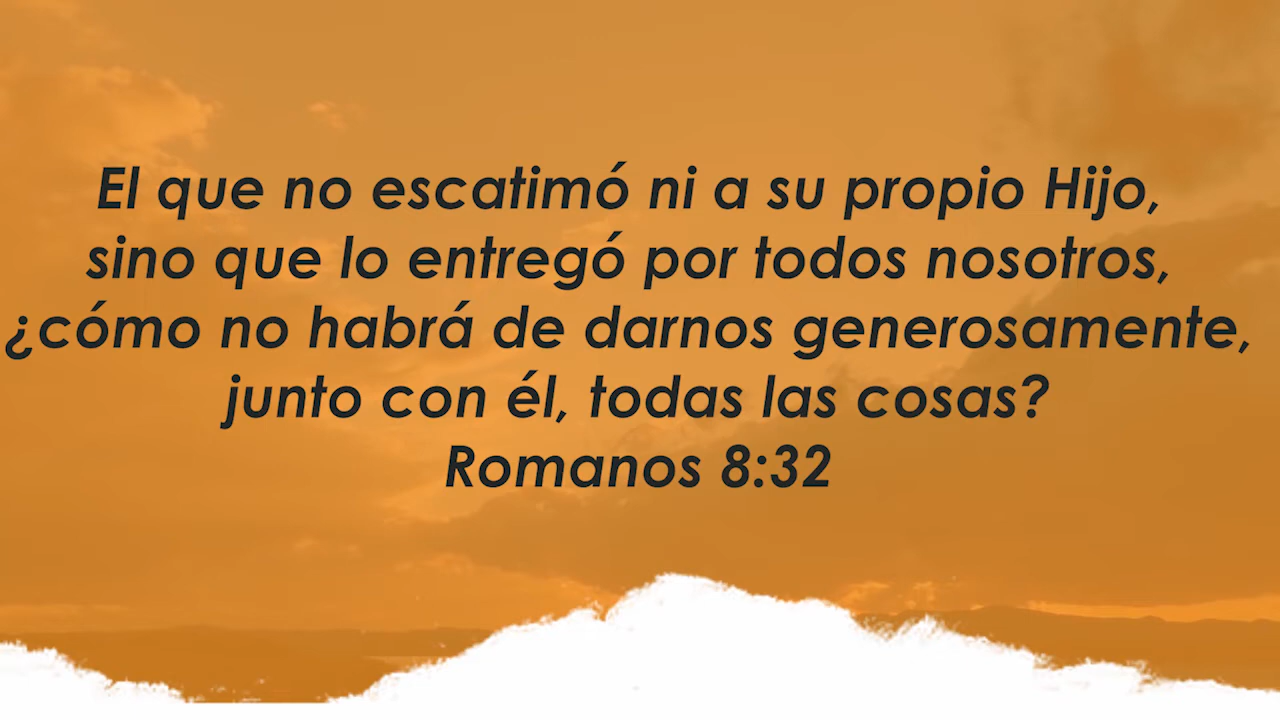 El que no escatimó ni a su propio Hijo,
sino que lo entregó por todos nosotros,
¿cómo no habrá de darnos generosamente,
junto con él, todas las cosas?
Romanos 8:32